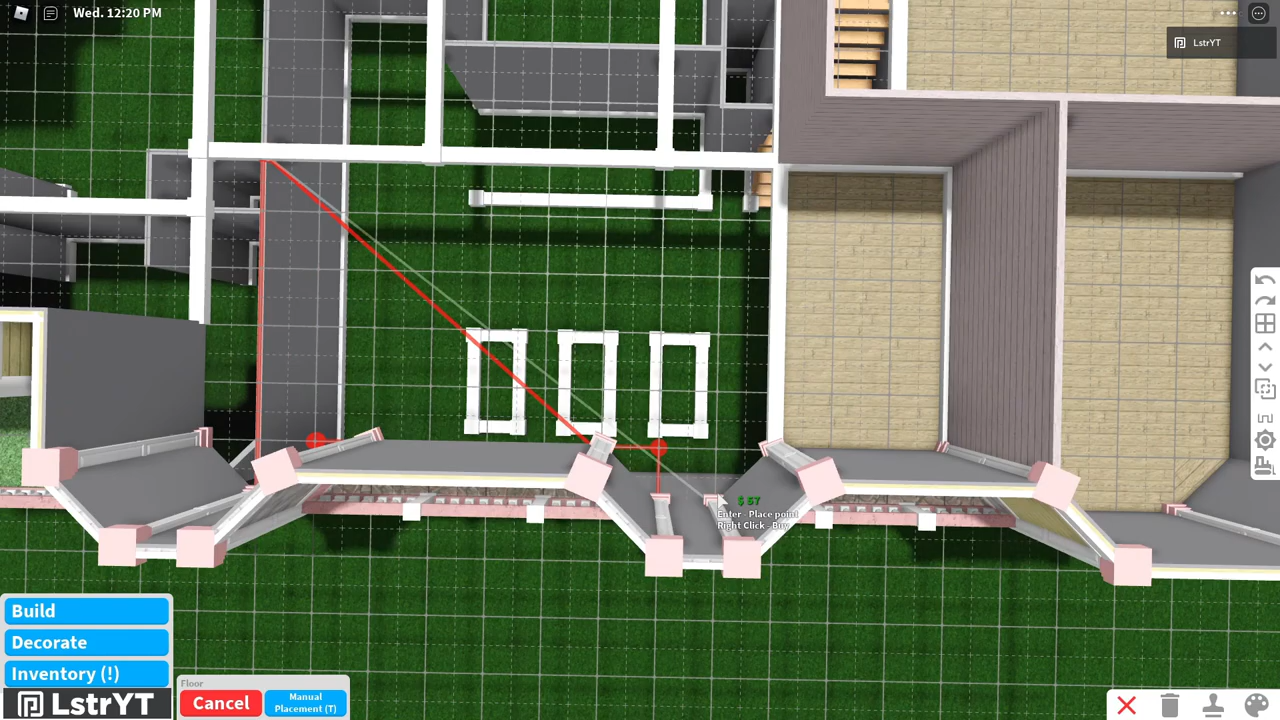 Wed. 12:20 PM
LstrYT
$ 57
Enter - Place point
Right Click - Buy
Build
Decorate
Inventory (!)
LstrYT
Floor
Cancel
Manual
Placement (T)